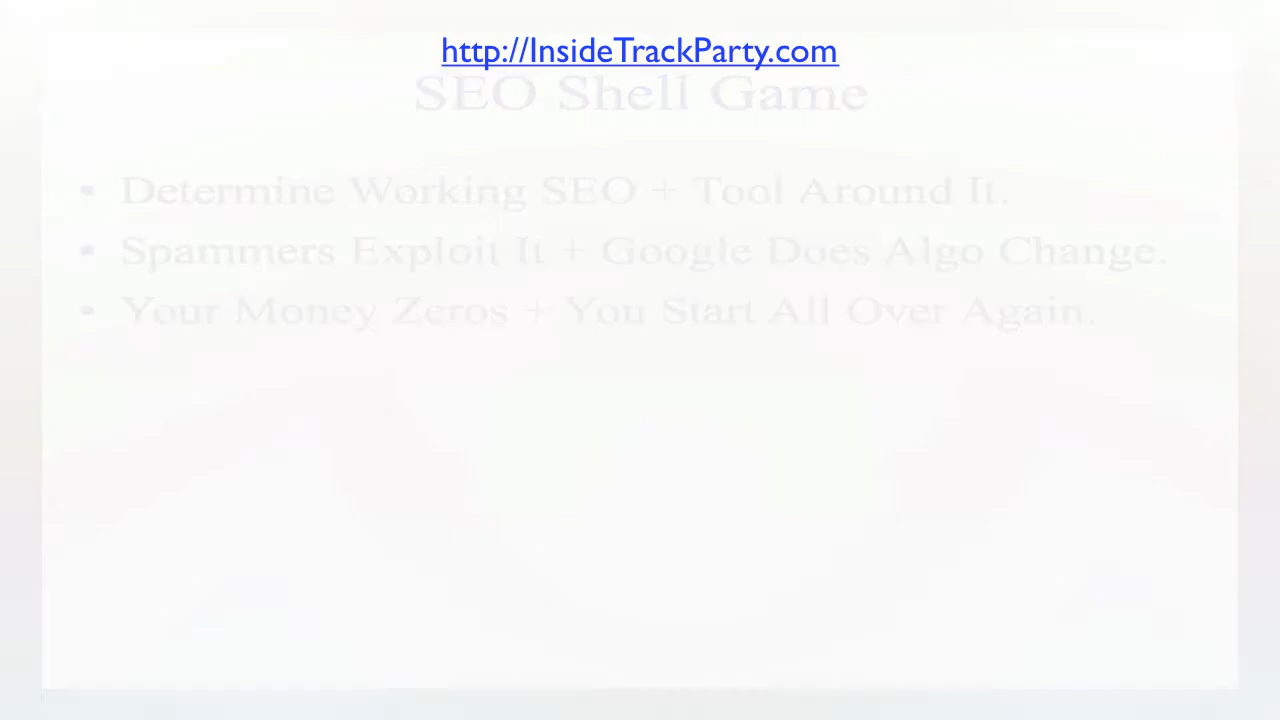 http://InsideTrackParty.com
SEO Shell Game
• Determine Working SEO + Tool Around It.
• Spammers Exploit It + Google Does Algo Change.
• Your Money Zeros + You Start All Over Again.